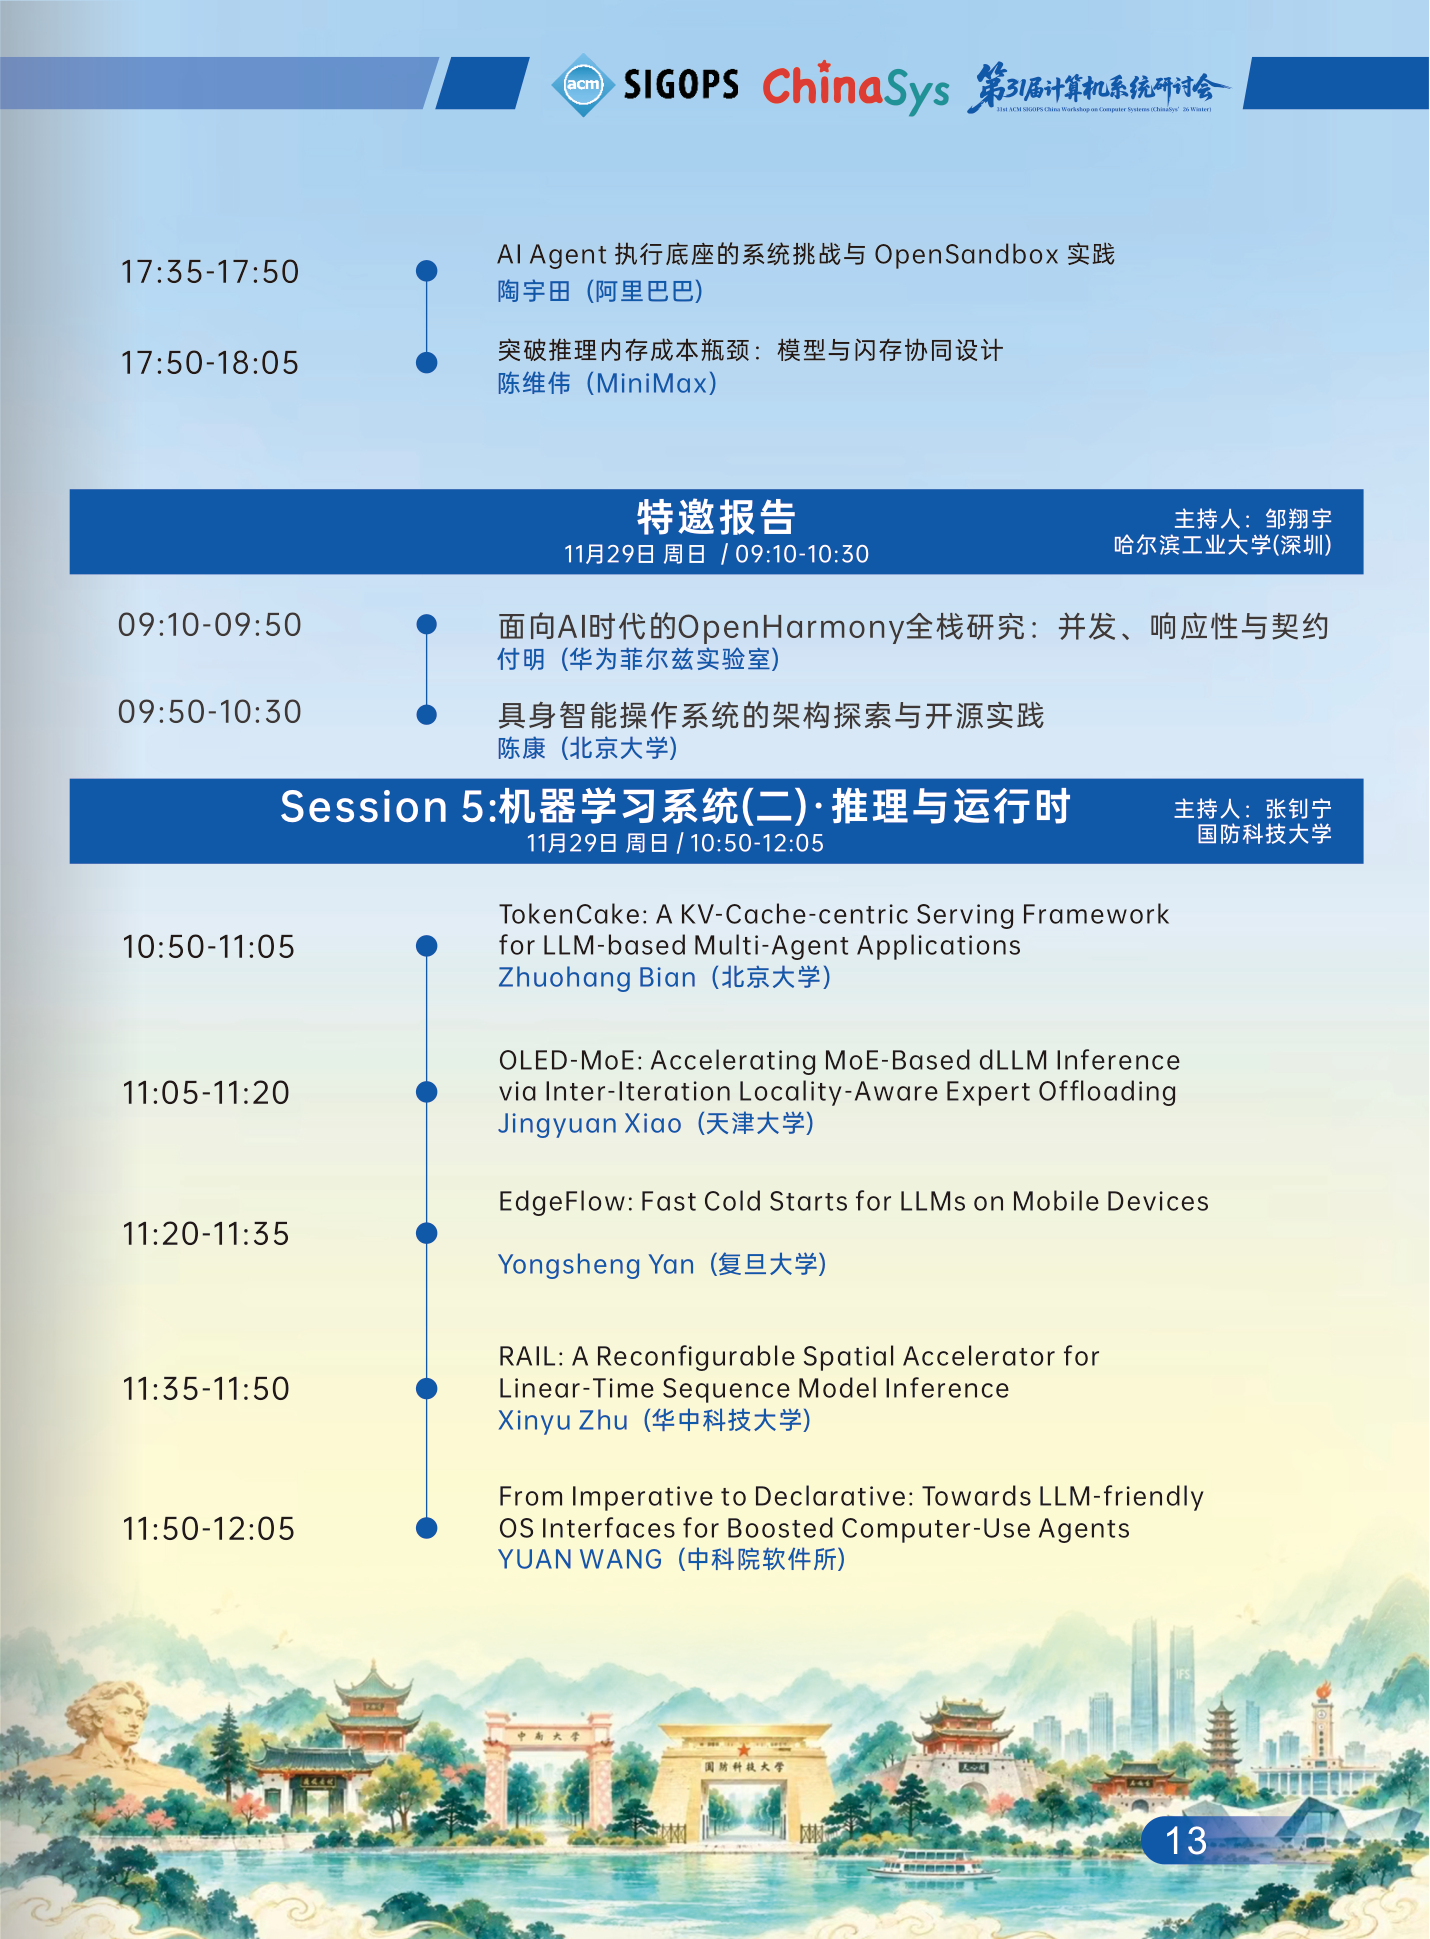 acm SIGOPS ChinaSys 第31届计算机系统研讨会
31st ACM SIGOPS China Workshop on Computer Systems (ChinaSys' 26 Winter)
17:35-17:50
AI Agent 执行底座的系统挑战与 OpenSandbox 实践
陶宇田（阿里巴巴）
17:50-18:05
突破推理内存成本瓶颈：模型与闪存协同设计
陈维伟（MiniMax）
特邀报告
11月29日 周日 / 09:10-10:30
主持人：邹翔宇
哈尔滨工业大学(深圳)
09:10-09:50
面向AI时代的OpenHarmony全栈研究：并发、响应性与契约
付明（华为菲尔兹实验室）
09:50-10:30
具身智能操作系统的架构探索与开源实践
陈康（北京大学）
Session 5:机器学习系统(二)·推理与运行时
11月29日 周日 / 10:50-12:05
主持人：张钊宁
国防科技大学
10:50-11:05
TokenCake: A KV-Cache-centric Serving Framework
for LLM-based Multi-Agent Applications
Zhuohang Bian（北京大学）
11:05-11:20
OLED-MoE: Accelerating MoE-Based dLLM Inference
via Inter-Iteration Locality-Aware Expert Offloading
Jingyuan Xiao（天津大学）
11:20-11:35
EdgeFlow: Fast Cold Starts for LLMs on Mobile Devices
Yongsheng Yan（复旦大学）
11:35-11:50
RAIL: A Reconfigurable Spatial Accelerator for
Linear-Time Sequence Model Inference
Xinyu Zhu（华中科技大学）
11:50-12:05
From Imperative to Declarative: Towards LLM-friendly
OS Interfaces for Boosted Computer-Use Agents
YUAN WANG（中科院软件所）
IFS
中南大学
国防科技大学
天心阁
13